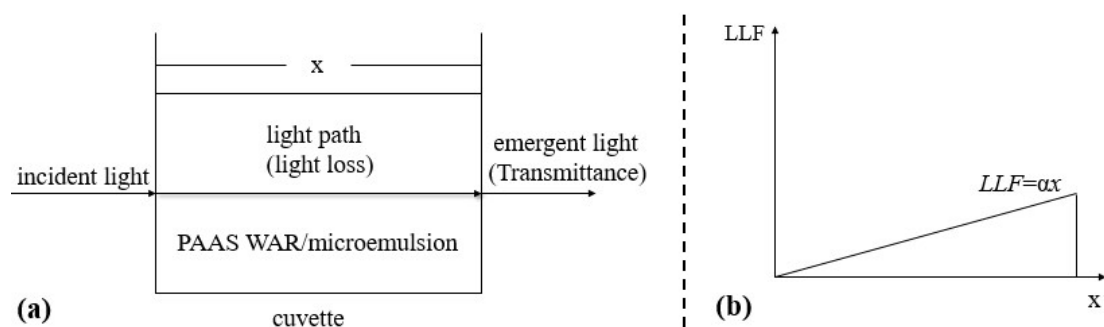 x
light path
(light loss)
incident light
emergent light
(Transmittance)
PAAS WAR/microemulsion
(a)
cuvette
LLF
LLF=αx
(b)
x